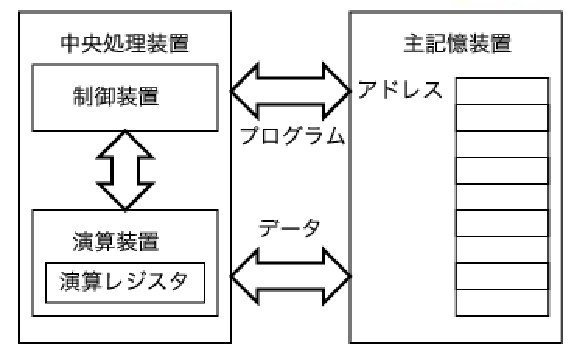 中央処理装置
制御装置
演算装置
演算レジスタ
プログラム
データ
主記憶装置
アドレス